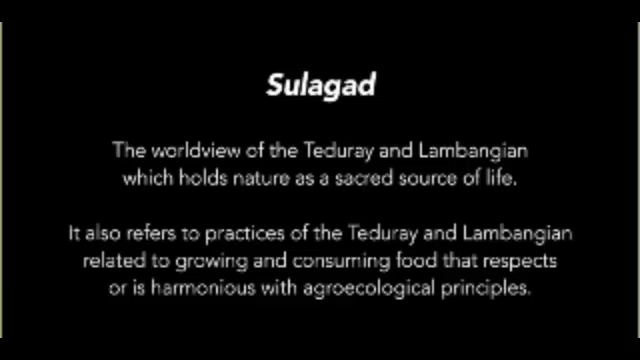 Sulagad
The worldview of the Teduray and Lambangian
which holds nature as a sacred source of life.
It also refers to practices of the Teduray and Lambangian
related to growing and consuming food that respects
or is harmonious with agroecological principles.